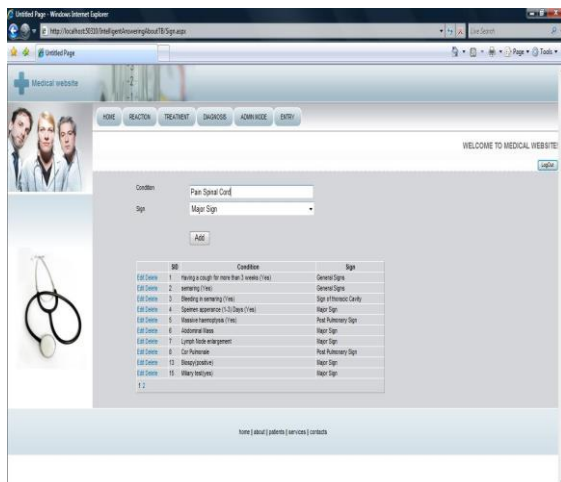 Untitled Page - Windows Internet Explorer
http://localhost:50330/IntelligentAnsweringAboutTB/Sign.aspx
Live Search
Untitled Page
Page Tools
Medical website
HOME REACTION TREATMENT DIAGNOSIS ADMIN MODE ENTRY
WELCOME TO MEDICAL WEBSITE!
LogOut
Condition Pain Spinal Cord
Sign Major Sign
Add
SID Condition Sign
Edit Delete 1 Having a cough for more than 3 weeks (Yes) General Signs
Edit Delete 2 semaring (Yes) General Signs
Edit Delete 3 Bleeding in semaring (Yes) Sign of thoracic Cavity
Edit Delete 4 Speimen apperance (1-3) Days (Yes) Major Sign
Edit Delete 5 Massive haemoptysis (Yes) Post Pulmonary Sign
Edit Delete 6 Abdominal Mass Major Sign
Edit Delete 7 Lymph Node enlargement Major Sign
Edit Delete 8 Cor Pulmonale Post Pulmonary Sign
Edit Delete 13 (positive) Major Sign
Edit Delete 15 Miliary test(yes) Major Sign
1 2
home | about | patients | services | contacts